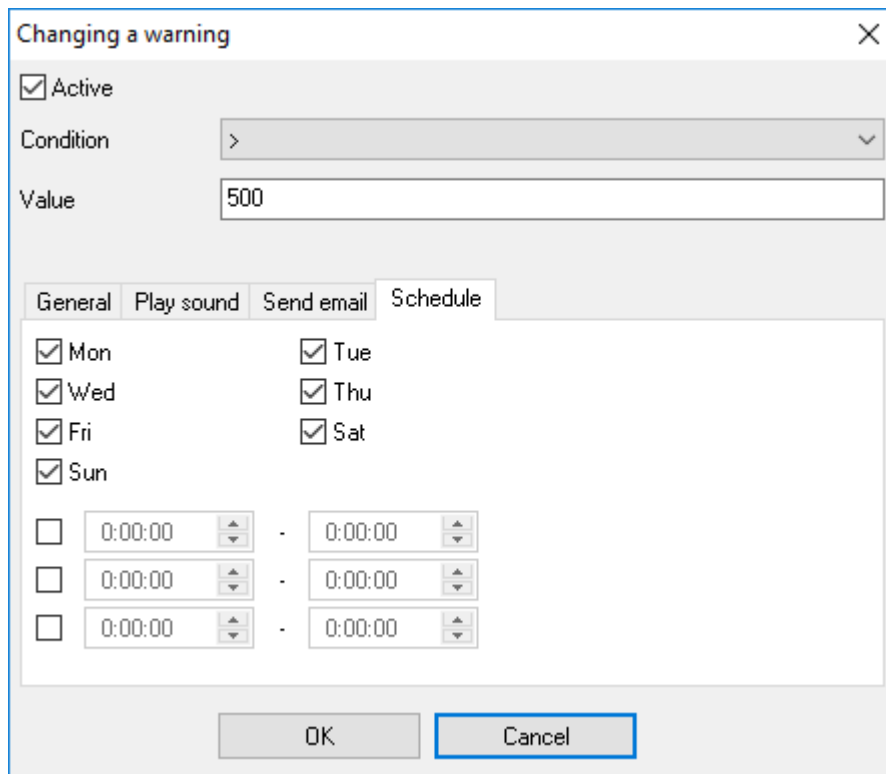 Changing a warning
Active
Condition >
Value 500
General Play sound Send email Schedule
Mon Tue
Wed Thu
Fri Sat
Sun
0:00:00 - 0:00:00
0:00:00 - 0:00:00
0:00:00 - 0:00:00
OK Cancel